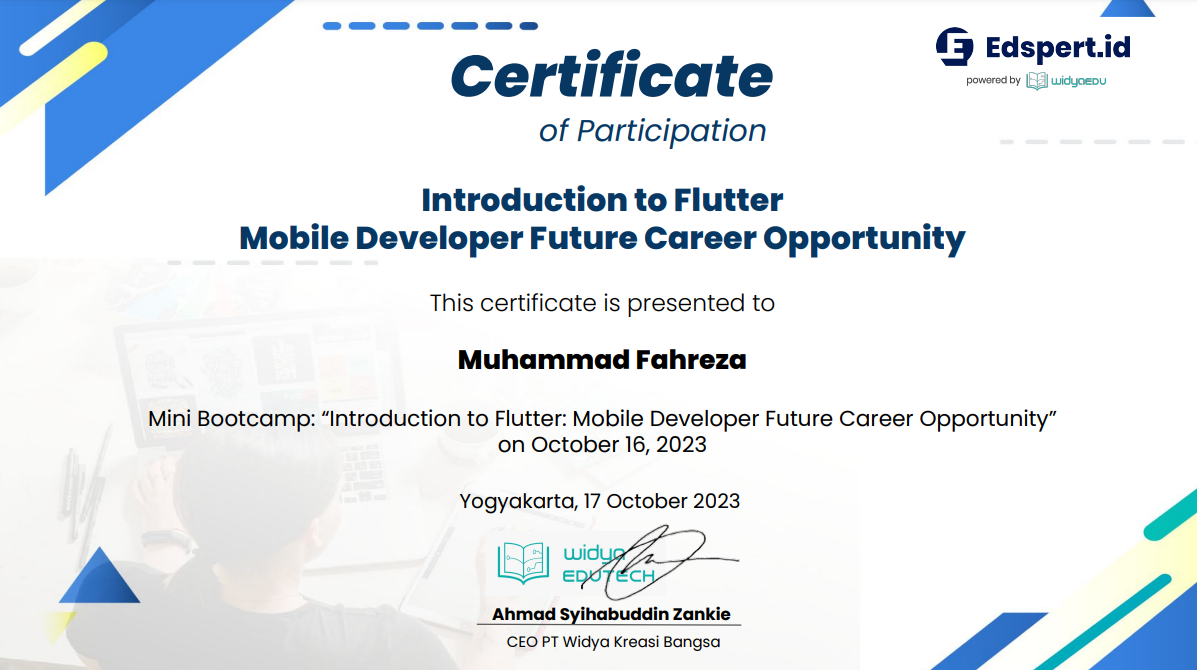 Certificate
of Participation
Edspert.id
powered by WIDYAEDU
Introduction to Flutter
Mobile Developer Future Career Opportunity
This certificate is presented to
Muhammad Fahreza
Mini Bootcamp: “Introduction to Flutter: Mobile Developer Future Career Opportunity”
on October 16, 2023
Yogyakarta, 17 October 2023
widya
EDUTECH
Ahmad Syihabuddin Zankie
CEO PT Widya Kreasi Bangsa